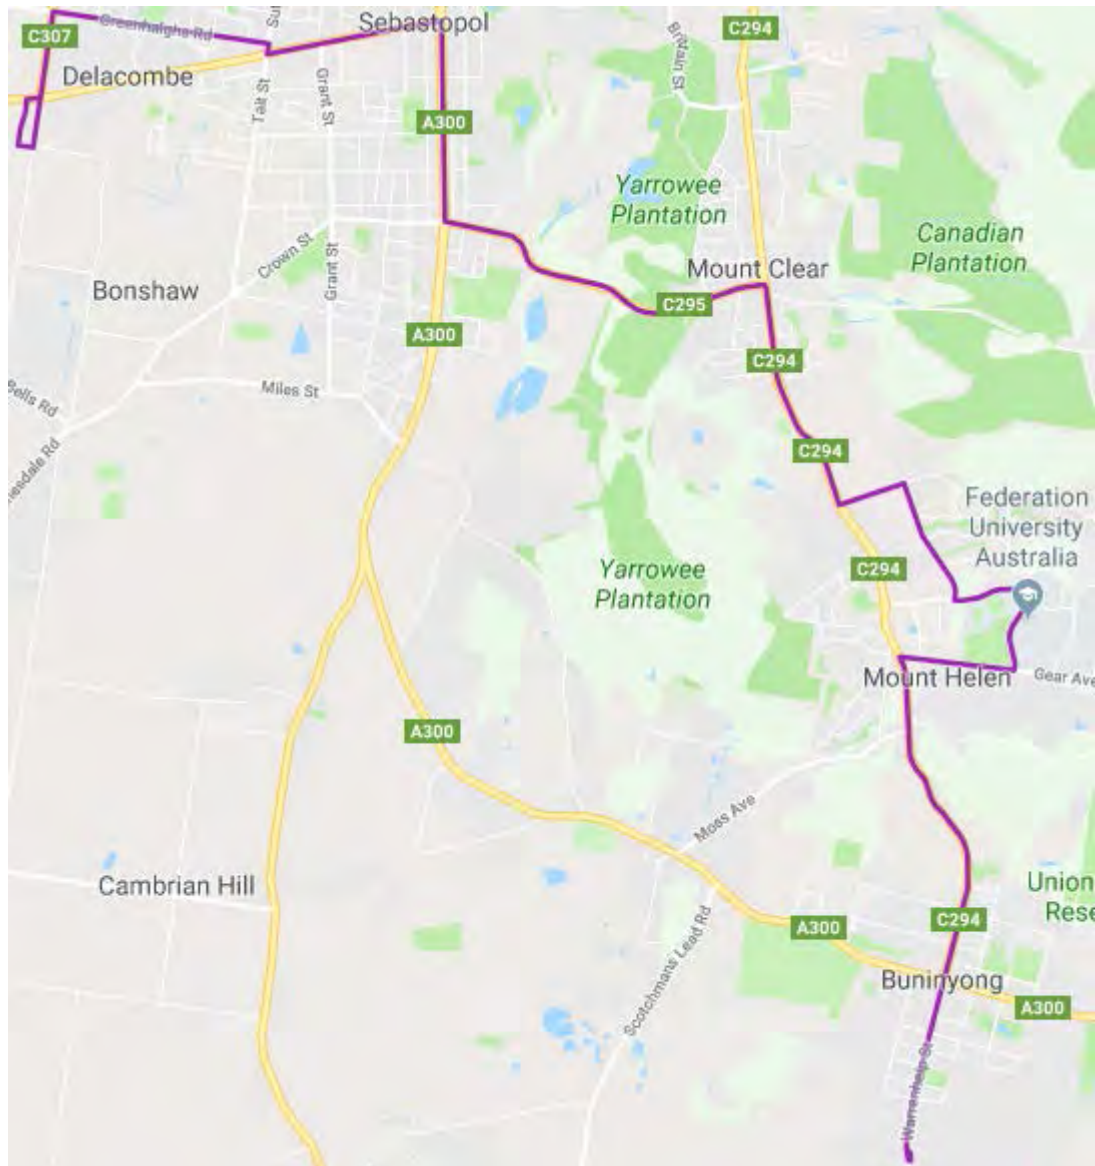 Sebastopol
C294
C307
Greenhalghs Rd
Delacombe
Tait St
Grant St
Main St
A300
Yarrowee
Plantation
Canadian
Plantation
Crown St
Grant St
Mount Clear
Bonshaw
C295
A300
C294
Miles St
Sells Rd
C294
Federation
University
Australia
Yarrowee
Plantation
C294
Mount Helen
Gear Ave
A300
Moss Ave
Cambrian Hill
Union
Rese
C294
A300
Scotchmans Lead Rd
Buninyong
A300
Warrenheip St